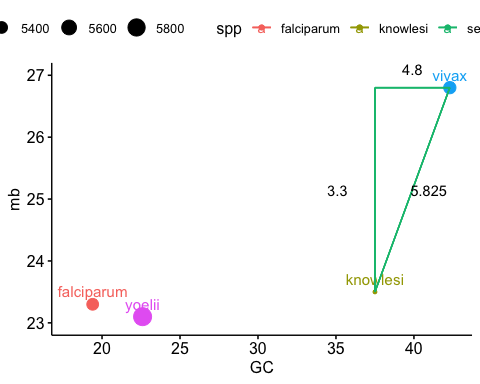 5400 5600 5800 spp a falciparum a knowlesi a se
27
26
25
24
23
mb
4.8
vivax
3.3
5.825
knowlesi
falciparum
yoelii
20 25 30 35 40
GC